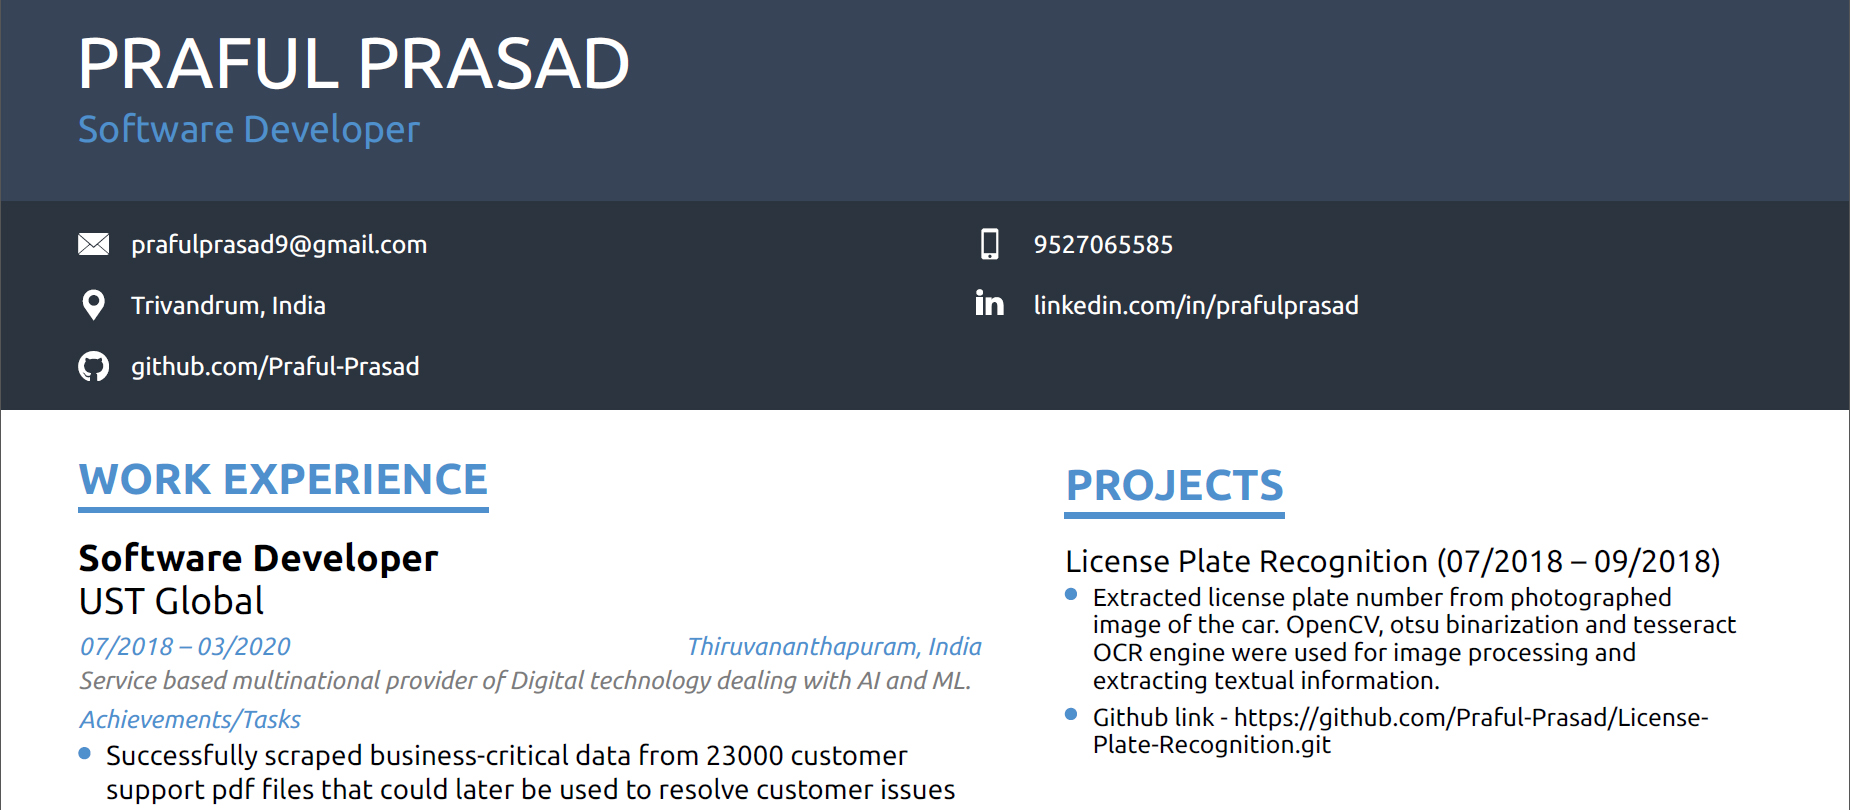 PRAFUL PRASAD
Software Developer
prafulprasad9@gmail.com
9527065585
Trivandrum, India
linkedin.com/in/prafulprasad
github.com/Praful-Prasad
WORK EXPERIENCE
Software Developer
UST Global
07/2018 – 03/2020
Thiruvananthapuram, India
Service based multinational provider of Digital technology dealing with AI and ML.
Achievements/Tasks
Successfully scraped business-critical data from 23000 customer
support pdf files that could later be used to resolve customer issues
PROJECTS
License Plate Recognition (07/2018 – 09/2018)
Extracted license plate number from photographed
image of the car. OpenCV, otsu binarization and tesseract
OCR engine were used for image processing and
extracting textual information.
Github link - https://github.com/Praful-Prasad/License-
Plate-Recognition.git